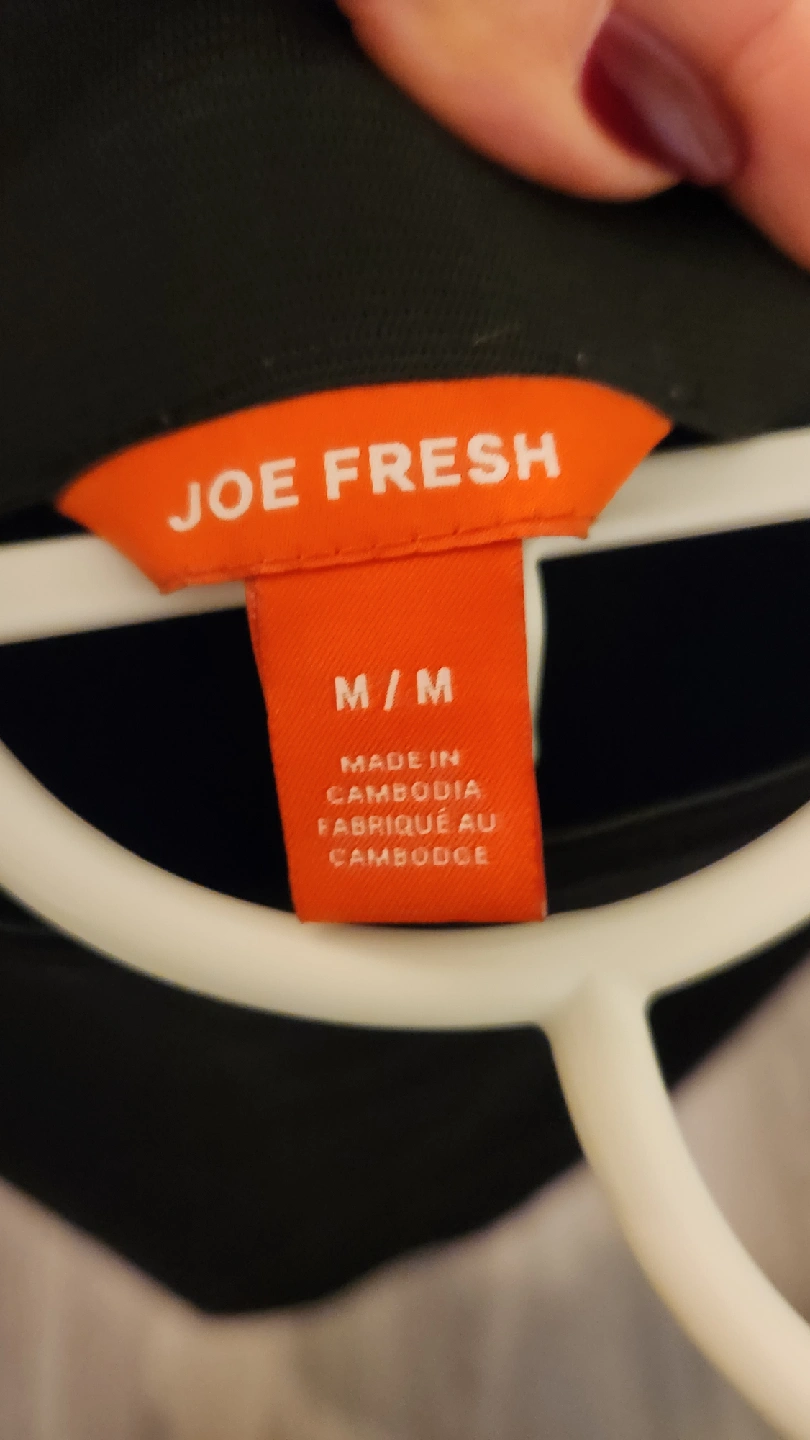 JOE FRESH
M / M
MADE IN
CAMBODIA
FABRIQUÉ AU
CAMBODGE